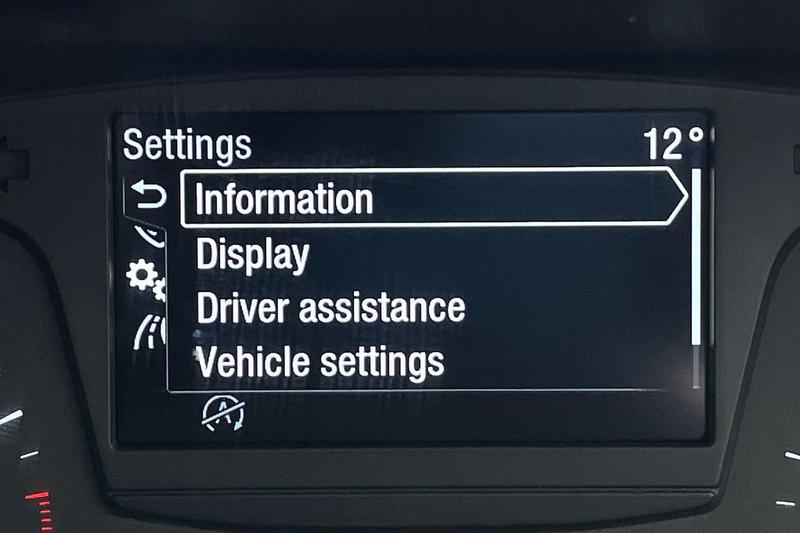 Settings 12°
Information
Display
Driver assistance
Vehicle settings
A